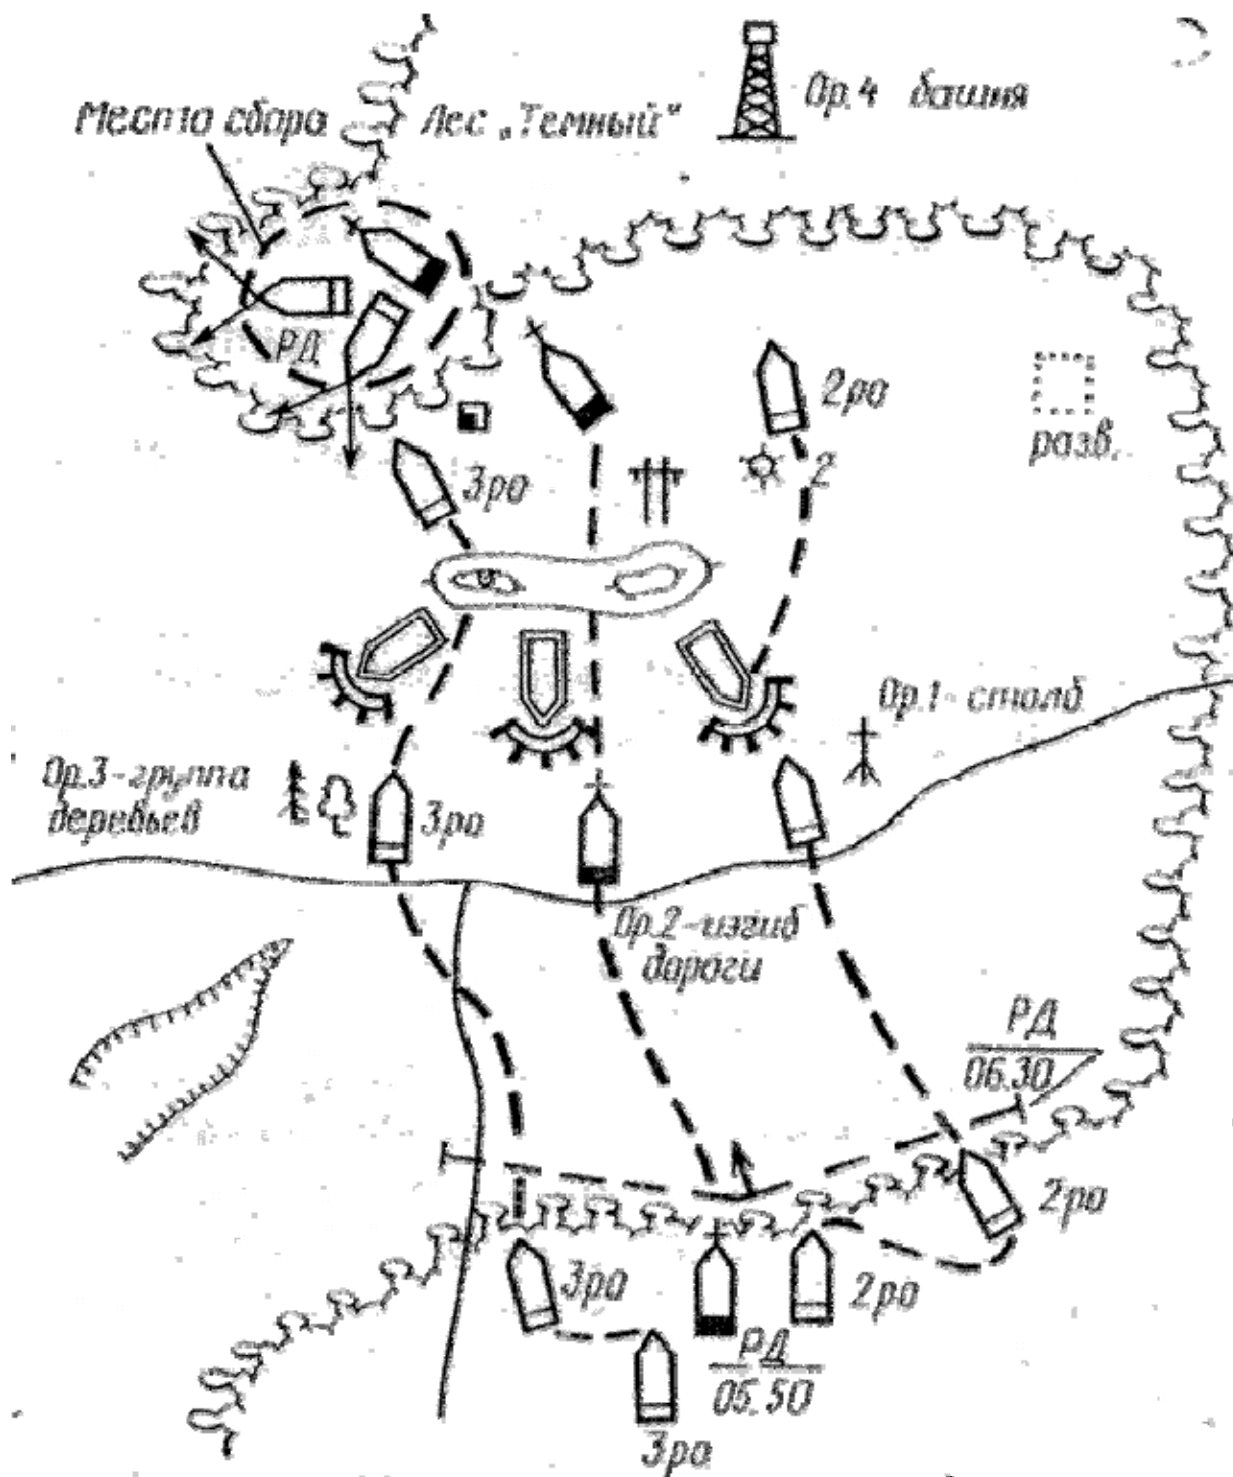 Ор.4 башня
Место сбора
Лес „Темный"
РД
2ро
разв.
3ро
2
Ор.1-столб
Ор.3-группа
деревьев
3ро
Ор.2-изгиб
дороги
РД
06.30
2ро
3ро
2ро
РД
05.50
3ро